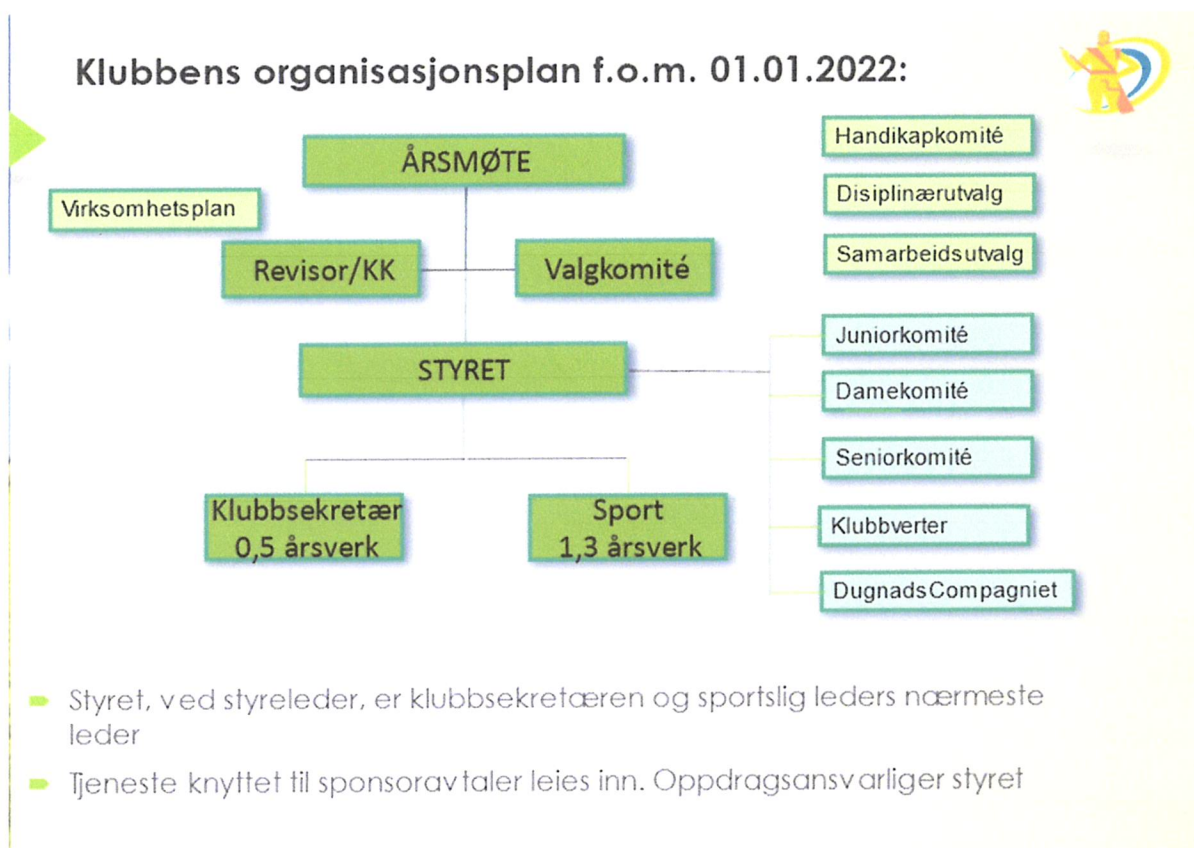 Klubbens organisasjonsplan f.o.m. 01.01.2022:
ÅRSMØTE
Virksomhetsplan
Revisor/KK
Valgkomité
STYRET
Klubbsekretær
0,5 årsverk
Sport
1,3 årsverk
Handikapkomité
Disiplinærutvalg
Samarbeidsutvalg
Juniorkomité
Damekomité
Seniorkomité
Klubbverter
DugnadsCompagniet
Styret, ved styreleder, er klubbsekretæren og sportslig leders nærmeste
leder
Tjeneste knyttet til sponsoravtaler leies inn. Oppdragsansvarliger styret